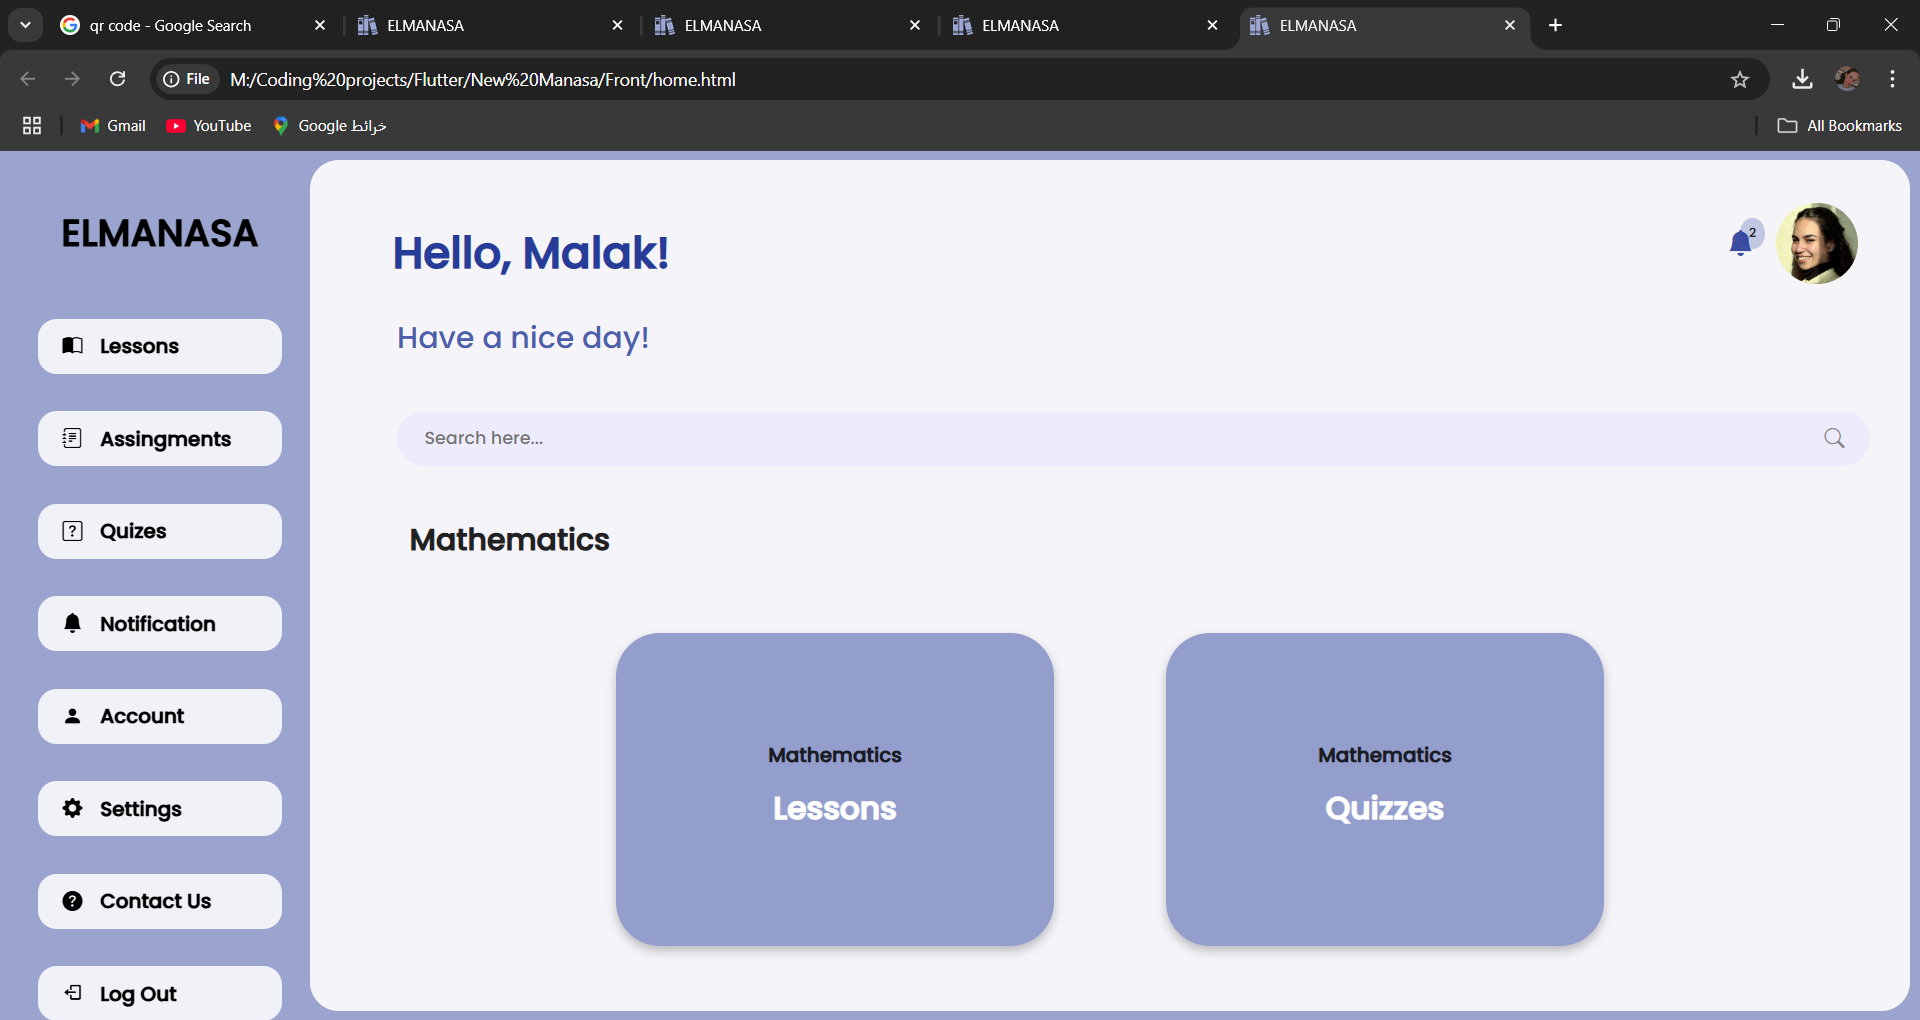 qr code - Google Search
ELMANASA
ELMANASA
ELMANASA
ELMANASA
File
M:/Coding%20projects/Flutter/New%20Manasa/Front/home.html
Gmail
YouTube
خرائط Google
All Bookmarks
ELMANASA
Lessons
Assingments
Quizes
Notification
Account
Settings
Contact Us
Log Out
Hello, Malak!
2
Have a nice day!
Search here...
Mathematics
Mathematics
Lessons
Mathematics
Quizzes